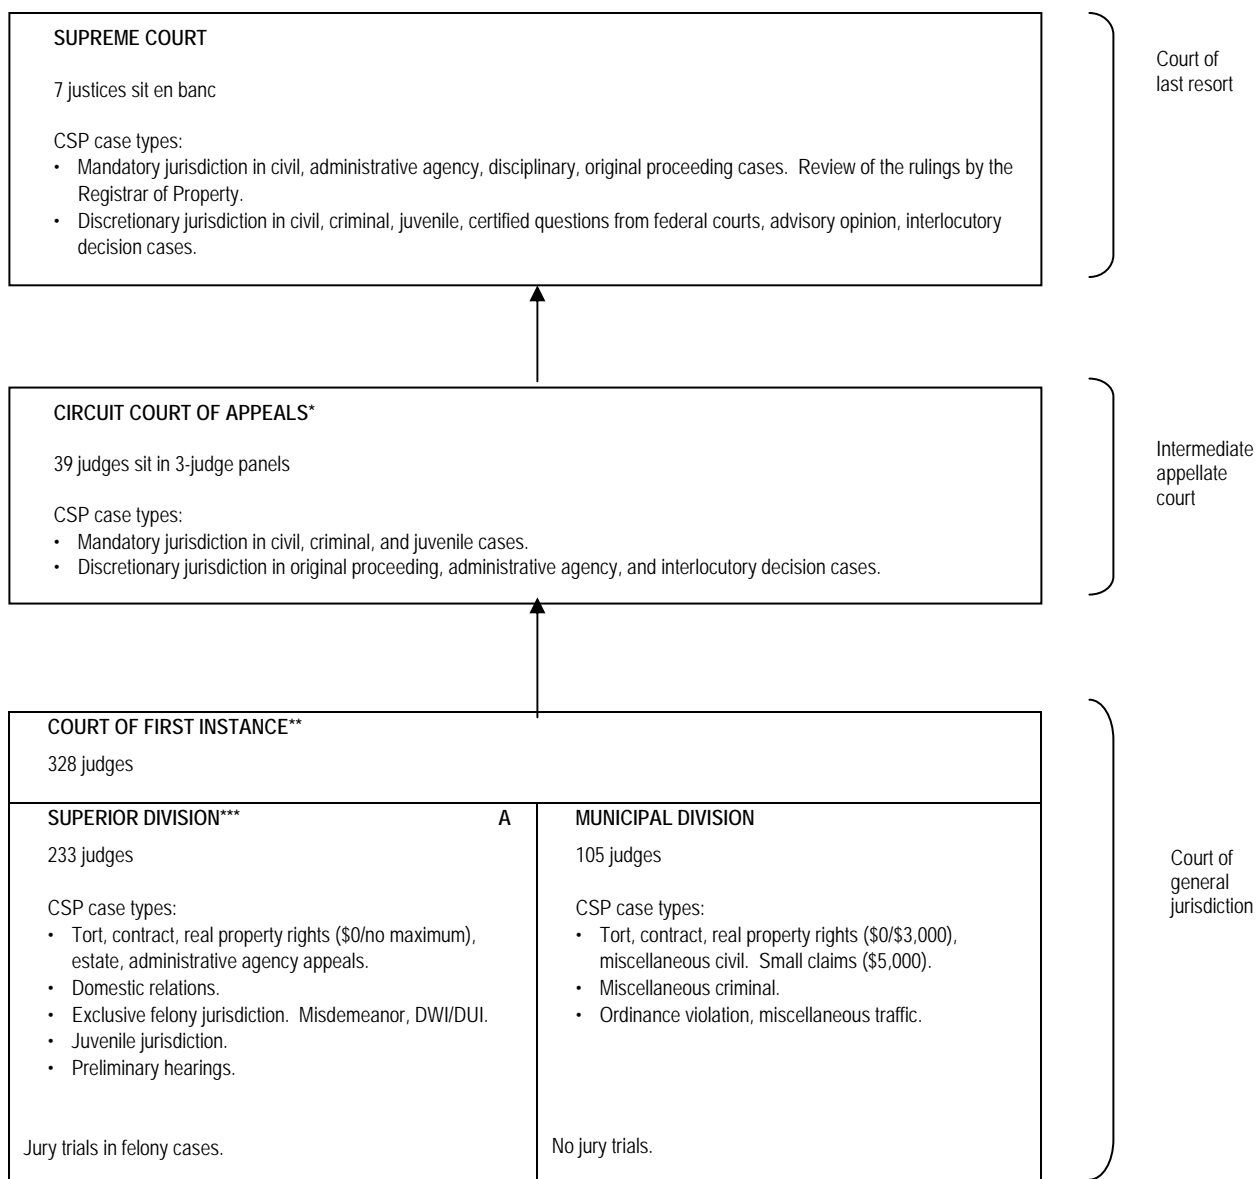 SUPREME COURT
7 justices sit en banc
CSP case types:
• Mandatory jurisdiction in civil, administrative agency, disciplinary, original proceeding cases. Review of the rulings by the
Registrar of Property.
• Discretionary jurisdiction in civil, criminal, juvenile, certified questions from federal courts, advisory opinion, interlocutory
decision cases.
Court of
last resort
CIRCUIT COURT OF APPEALS*
39 judges sit in 3-judge panels
CSP case types:
• Mandatory jurisdiction in civil, criminal, and juvenile cases.
• Discretionary jurisdiction in original proceeding, administrative agency, and interlocutory decision cases.
Intermediate
appellate
court
COURT OF FIRST INSTANCE**
328 judges
SUPERIOR DIVISION*** A
233 judges
CSP case types:
• Tort, contract, real property rights ($0/no maximum),
estate, administrative agency appeals.
• Domestic relations.
• Exclusive felony jurisdiction. Misdemeanor, DWI/DUI.
• Juvenile jurisdiction.
• Preliminary hearings.
Jury trials in felony cases.
MUNICIPAL DIVISION
105 judges
CSP case types:
• Tort, contract, real property rights ($0/$3,000),
miscellaneous civil. Small claims ($5,000).
• Miscellaneous criminal.
• Ordinance violation, miscellaneous traffic.
No jury trials.
Court of
general
jurisdiction